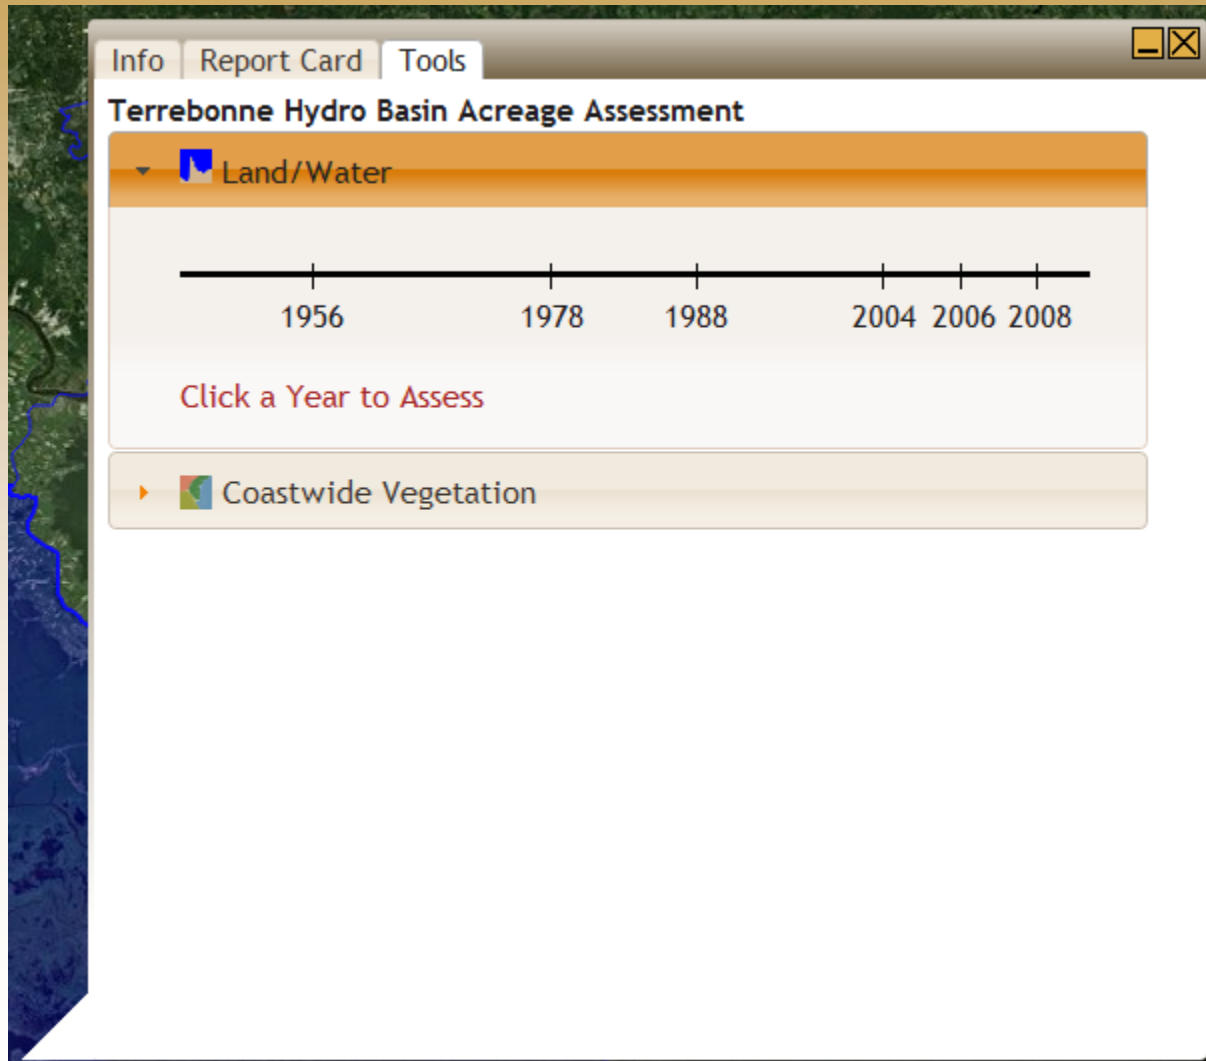 Info Report Card Tools
Terrebonne Hydro Basin Acreage Assessment
Land/Water
1956 1978 1988 2004 2006 2008
Click a Year to Assess
Coastwide Vegetation